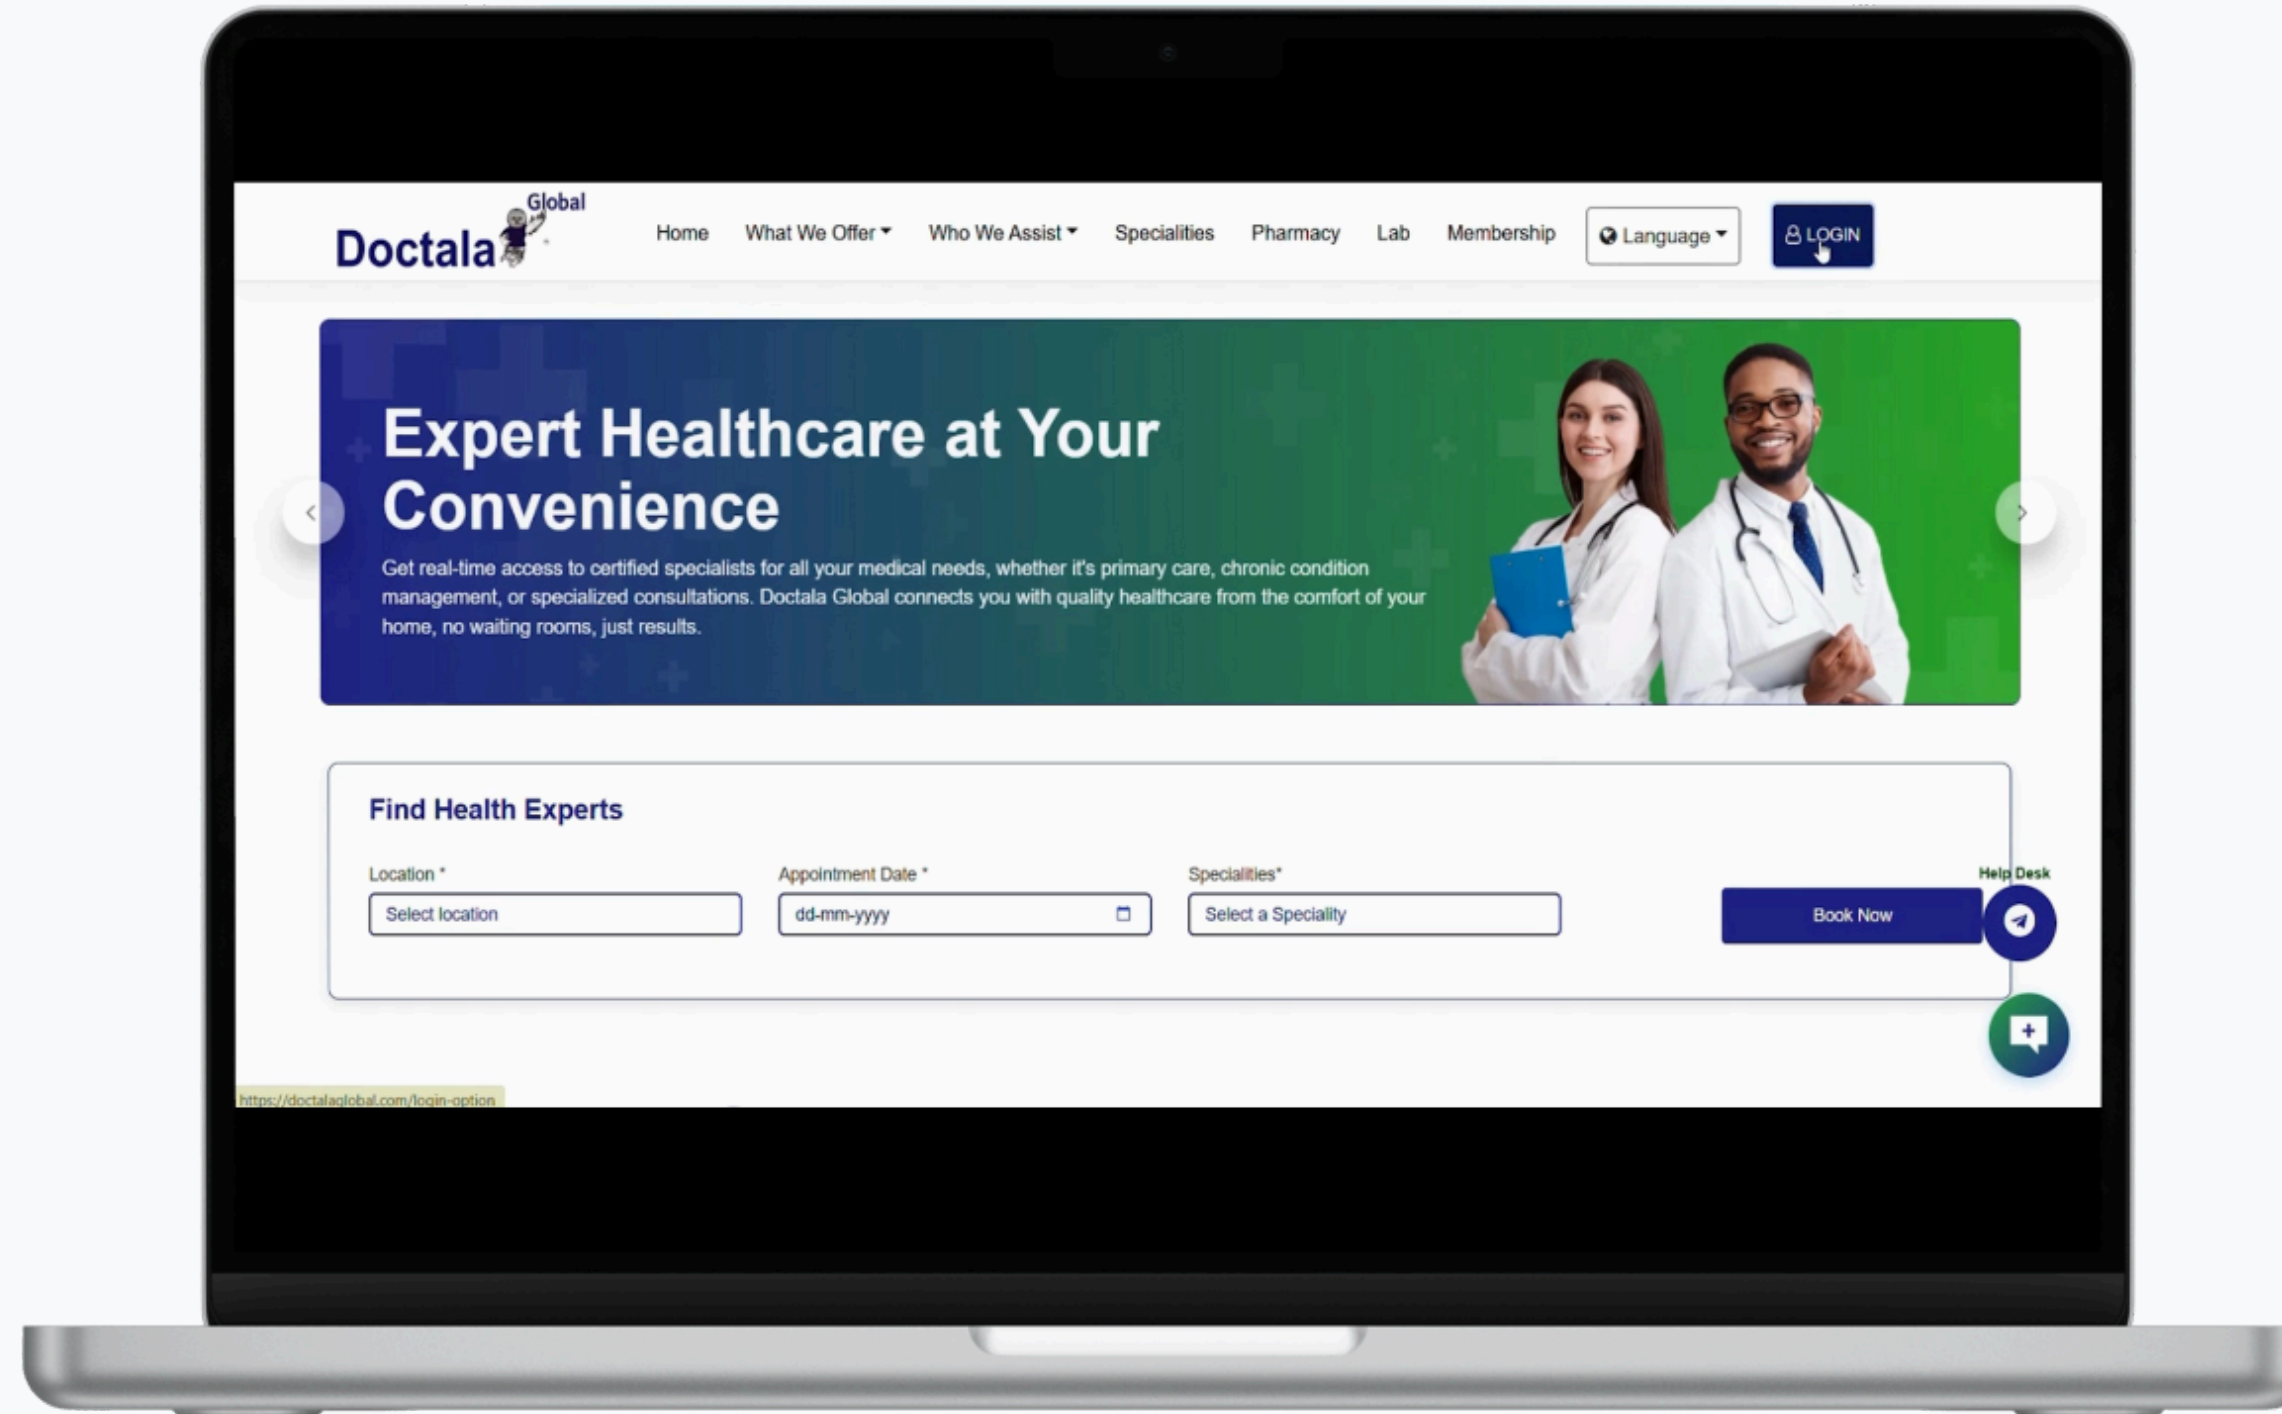 Global
Doctala
Home What We Offer Who We Assist Specialities Pharmacy Lab Membership Language LOGIN
Expert Healthcare at Your
Convenience
Get real-time access to certified specialists for all your medical needs, whether it's primary care, chronic condition
management, or specialized consultations. Doctala Global connects you with quality healthcare from the comfort of your
home, no waiting rooms, just results.
Find Health Experts
Location * Appointment Date * Specialities* Help Desk
Select location dd-mm-yyyy Select a Speciality Book Now
https://doctalaglobal.com/login-option